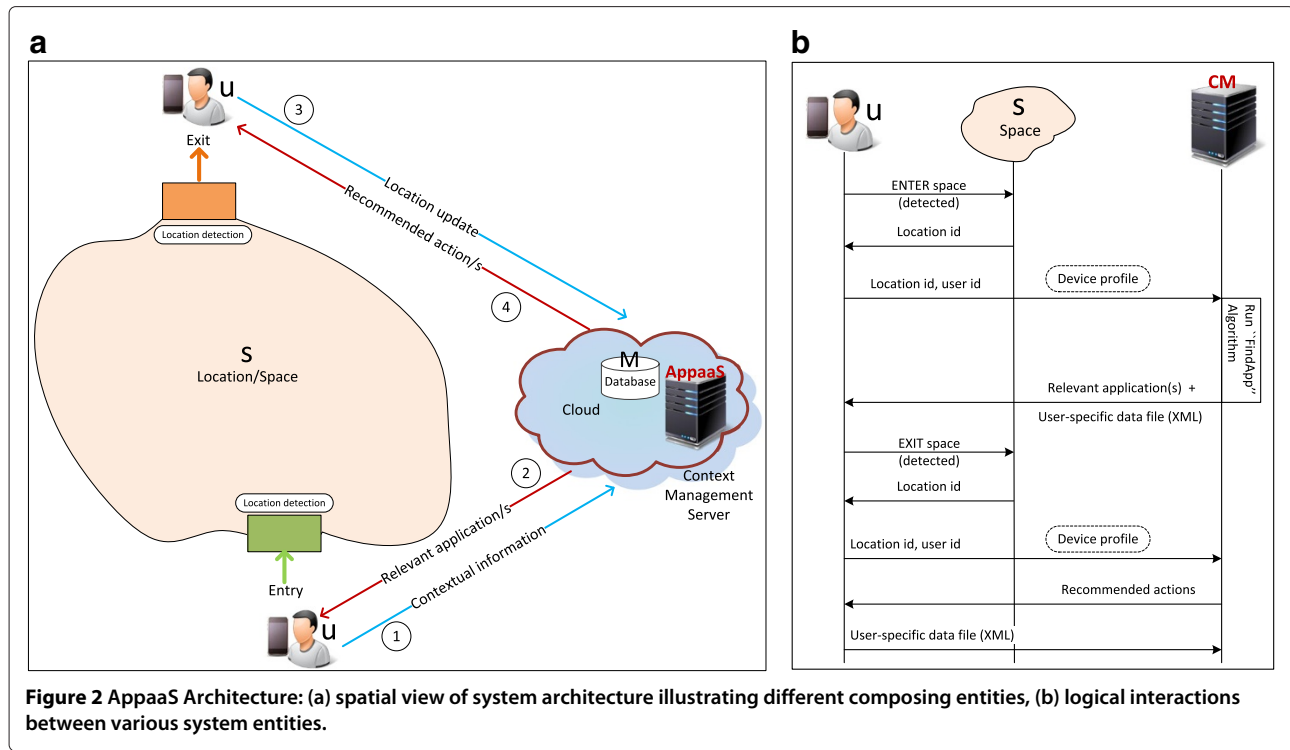 a
u
Exit
3
Location update
Recommended action/s
4
Location detection
S
Location/Space
M
Database
AppaaS
Cloud
Context
Management
Server
2
Relevant application/s
Contextual information
1
Location detection
Entry
u
b
u
S
Space
CM
ENTER space
(detected)
Location id
Location id, user id
Device profile
Run ``FindApp''
Algorithm
Relevant application(s) +
User-specific data file (XML)
EXIT space
(detected)
Location id
Location id, user id
Device profile
Recommended actions
User-specific data file (XML)
Figure 2 AppaaS Architecture: (a) spatial view of system architecture illustrating different composing entities, (b) logical interactions
between various system entities.